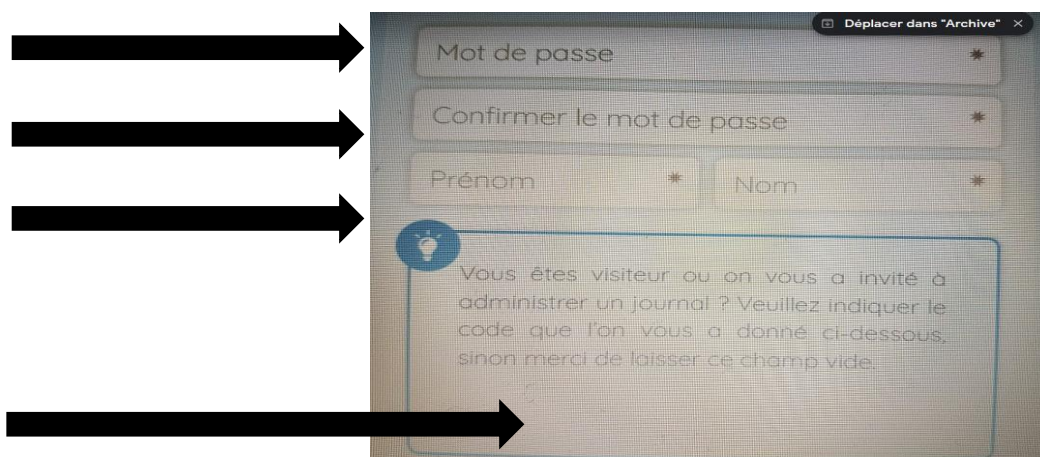 Déplacer dans "Archive" ×
Mot de passe *
Confirmer le mot de passe *
Prénom * Nom *
Vous êtes visiteur ou on vous a invité à
administrer un journal ? Veuillez indiquer le
code que l'on vous a donné ci-dessous,
sinon merci de laisser ce champ vide.